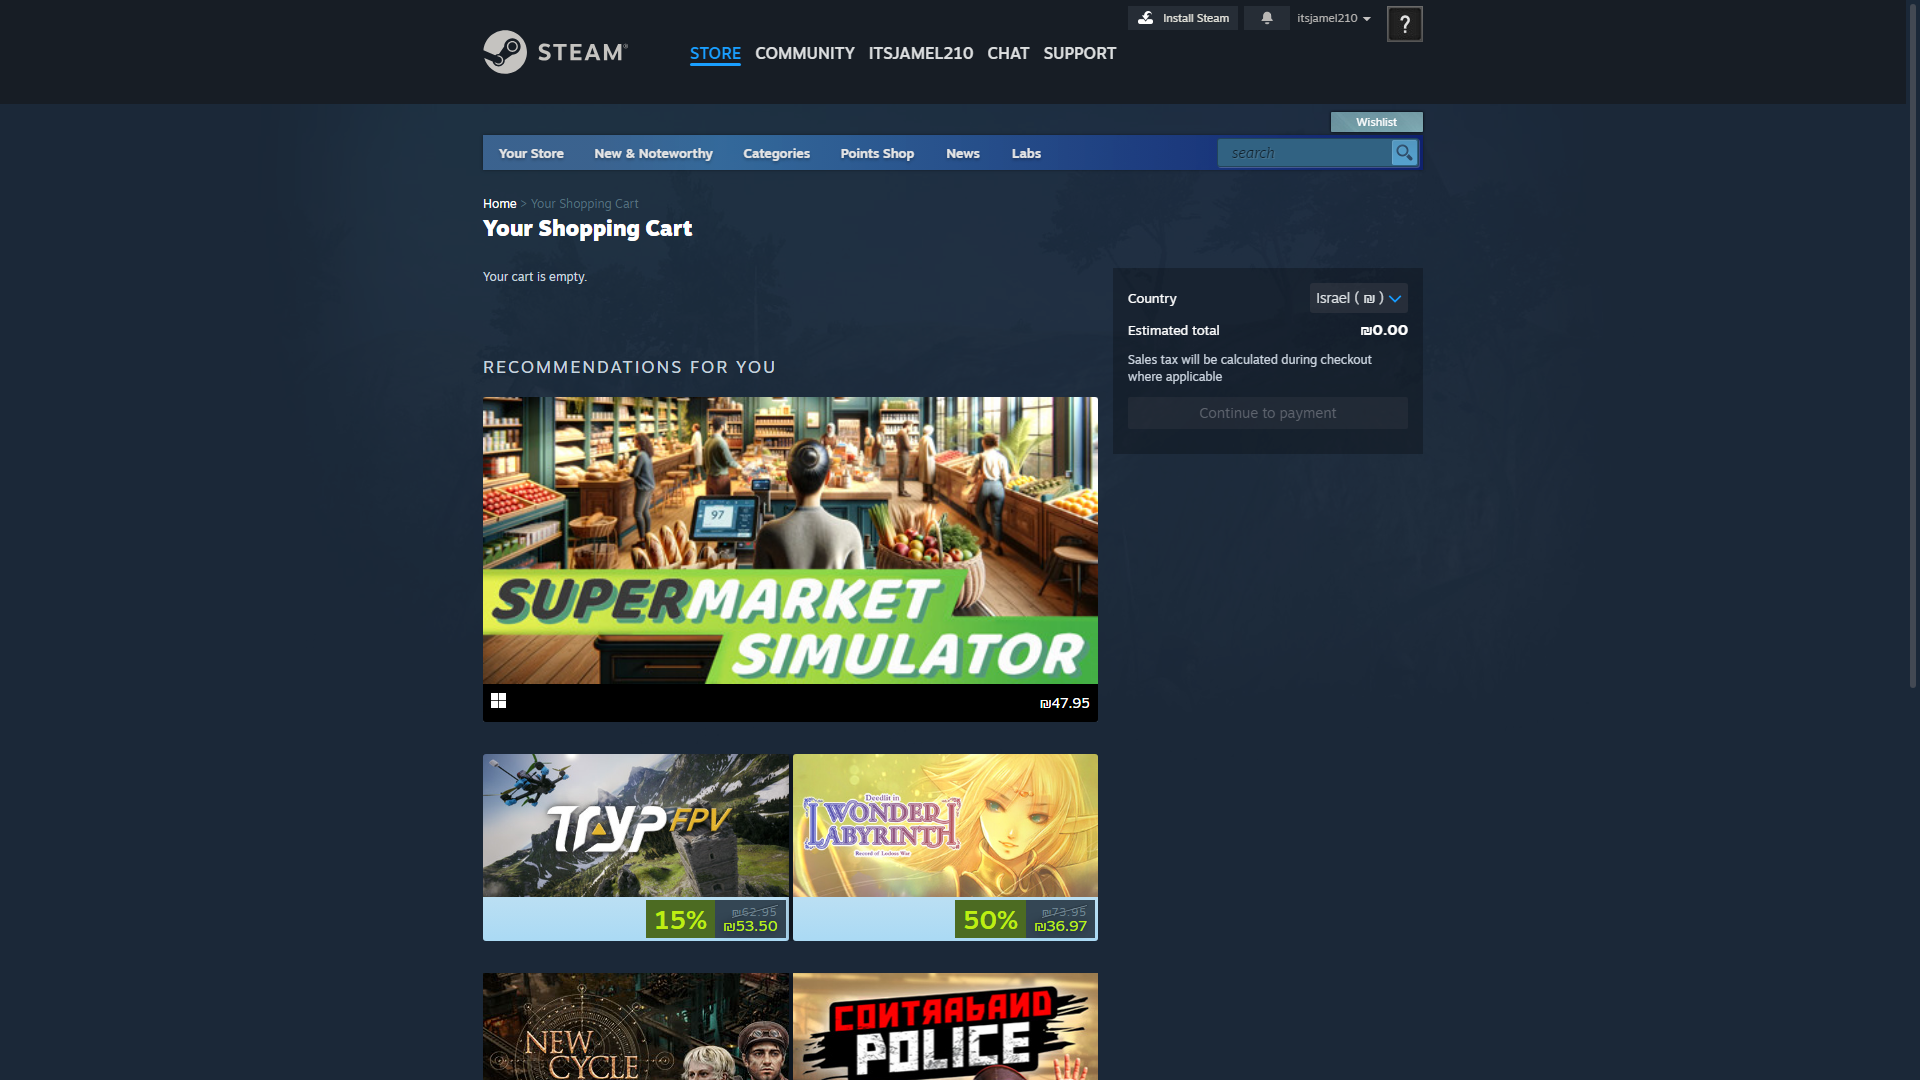 Install Steam
itsjamel210
?
STEAM®
STORE COMMUNITY ITSJAMEL210 CHAT SUPPORT
Wishlist
Your Store New & Noteworthy Categories Points Shop News Labs search
Home > Your Shopping Cart
Your Shopping Cart
Your cart is empty.
Country Israel ( ₪ )
Estimated total ₪0.00
Sales tax will be calculated during checkout
where applicable
Continue to payment
RECOMMENDATIONS FOR YOU
97
SUPERMARKET
SIMULATOR
₪47.95
TRYP FPV
15%
₪62.95
₪53.50
Deedlit in
WONDER
LABYRINTH
Record of Lodoss War
50%
₪73.95
₪36.97
NEW
CYCLE
CONTRABAND
POLICE